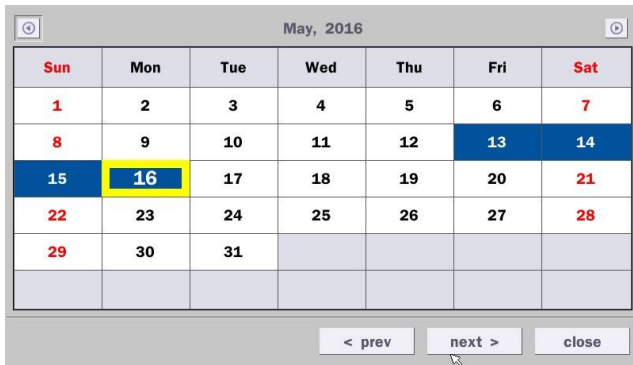 May, 2016
Sun Mon Tue Wed Thu Fri Sat
1 2 3 4 5 6 7
8 9 10 11 12 13 14
15 16 17 18 19 20 21
22 23 24 25 26 27 28
29 30 31
< prev next > close